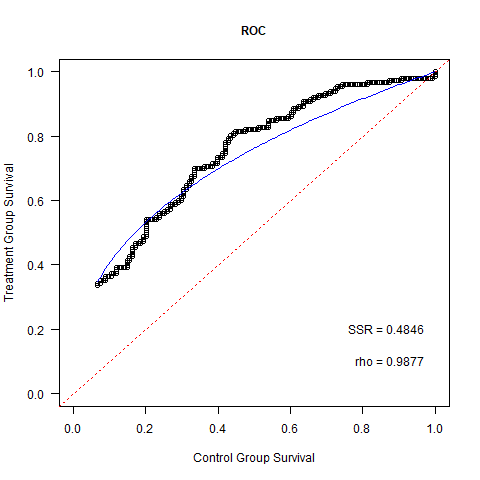 ROC
Treatment Group Survival
1.0
0.8
0.6
0.4
0.2
0.0
SSR = 0.4846
rho = 0.9877
0.0 0.2 0.4 0.6 0.8 1.0
Control Group Survival